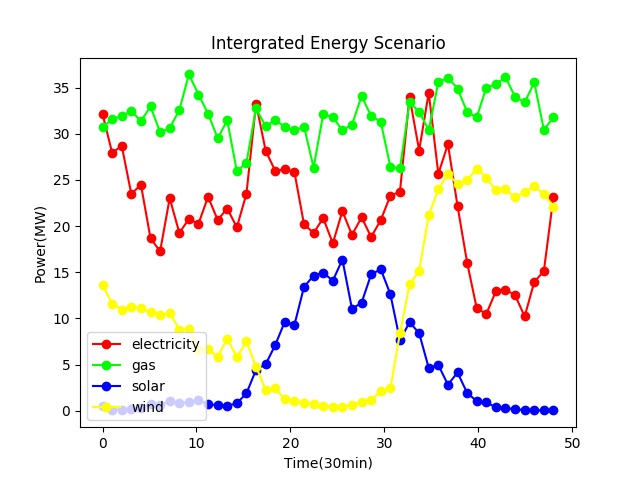 Intergrated Energy Scenario
Power(MW)
35
30
25
20
15
10
5
0
electricity
gas
solar
wind
0 10 20 30 40 50
Time(30min)